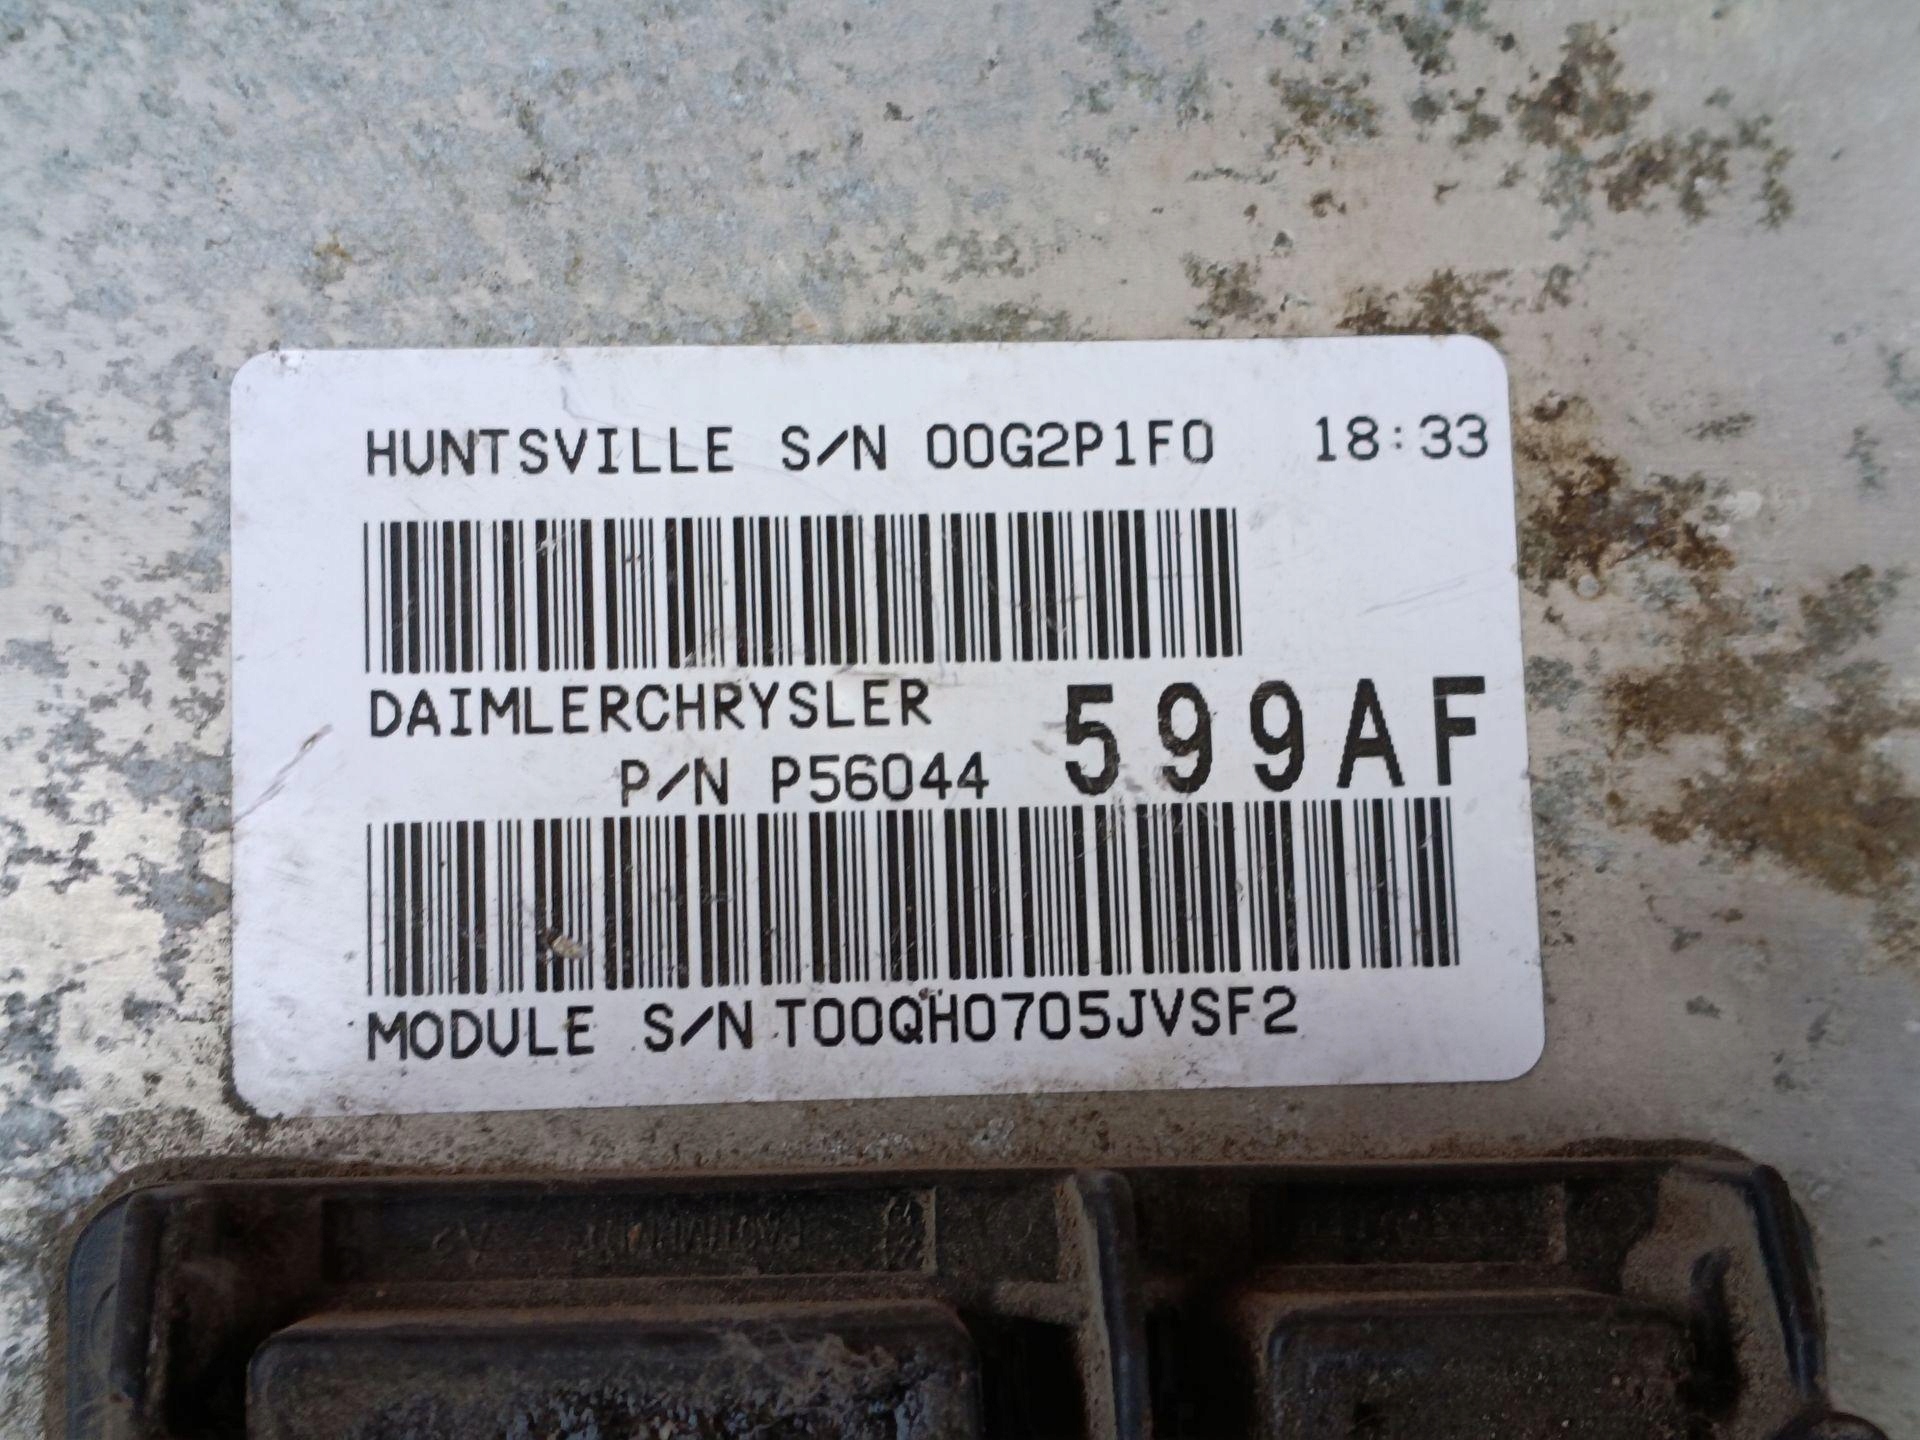 HUNTSVILLE S/N 00G2P1F0 18:33
DAIMLERCHRYSLER
P/N P56044 599AF
MODULE S/N T00QH0705JVSF2